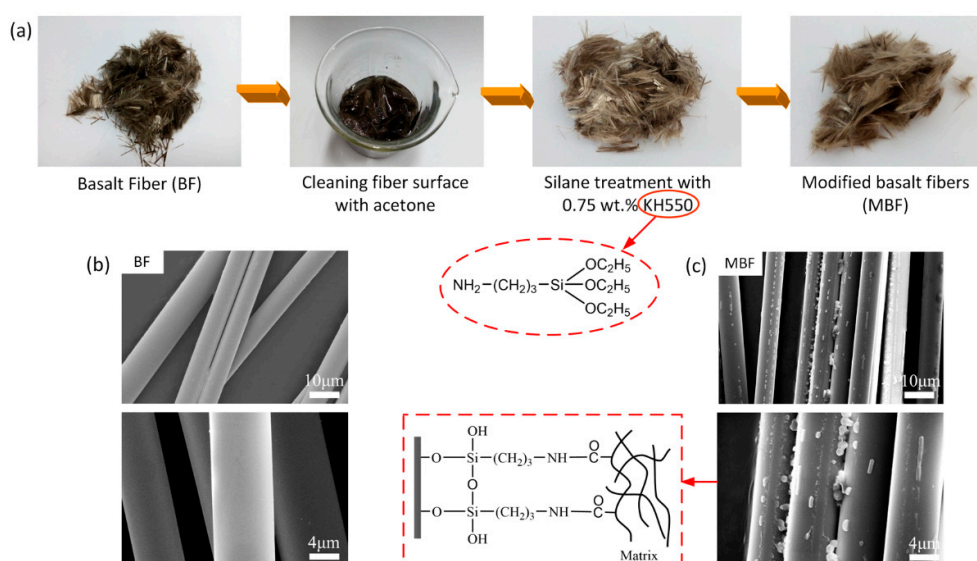 (a)
Basalt Fiber (BF)
Cleaning fiber surface
with acetone
Silane treatment with
0.75 wt.% KH550
Modified basalt fibers
(MBF)
(b)
BF
10μm
4μm
NH₂—(CH₂)₃—Si
OC₂H₅
OC₂H₅
OC₂H₅
(c)
MBF
10μm
4μm
OH
O—Si—(CH₂)₃—NH—C
O
O
O—Si—(CH₂)₃—NH—C
O
OH
Matrix